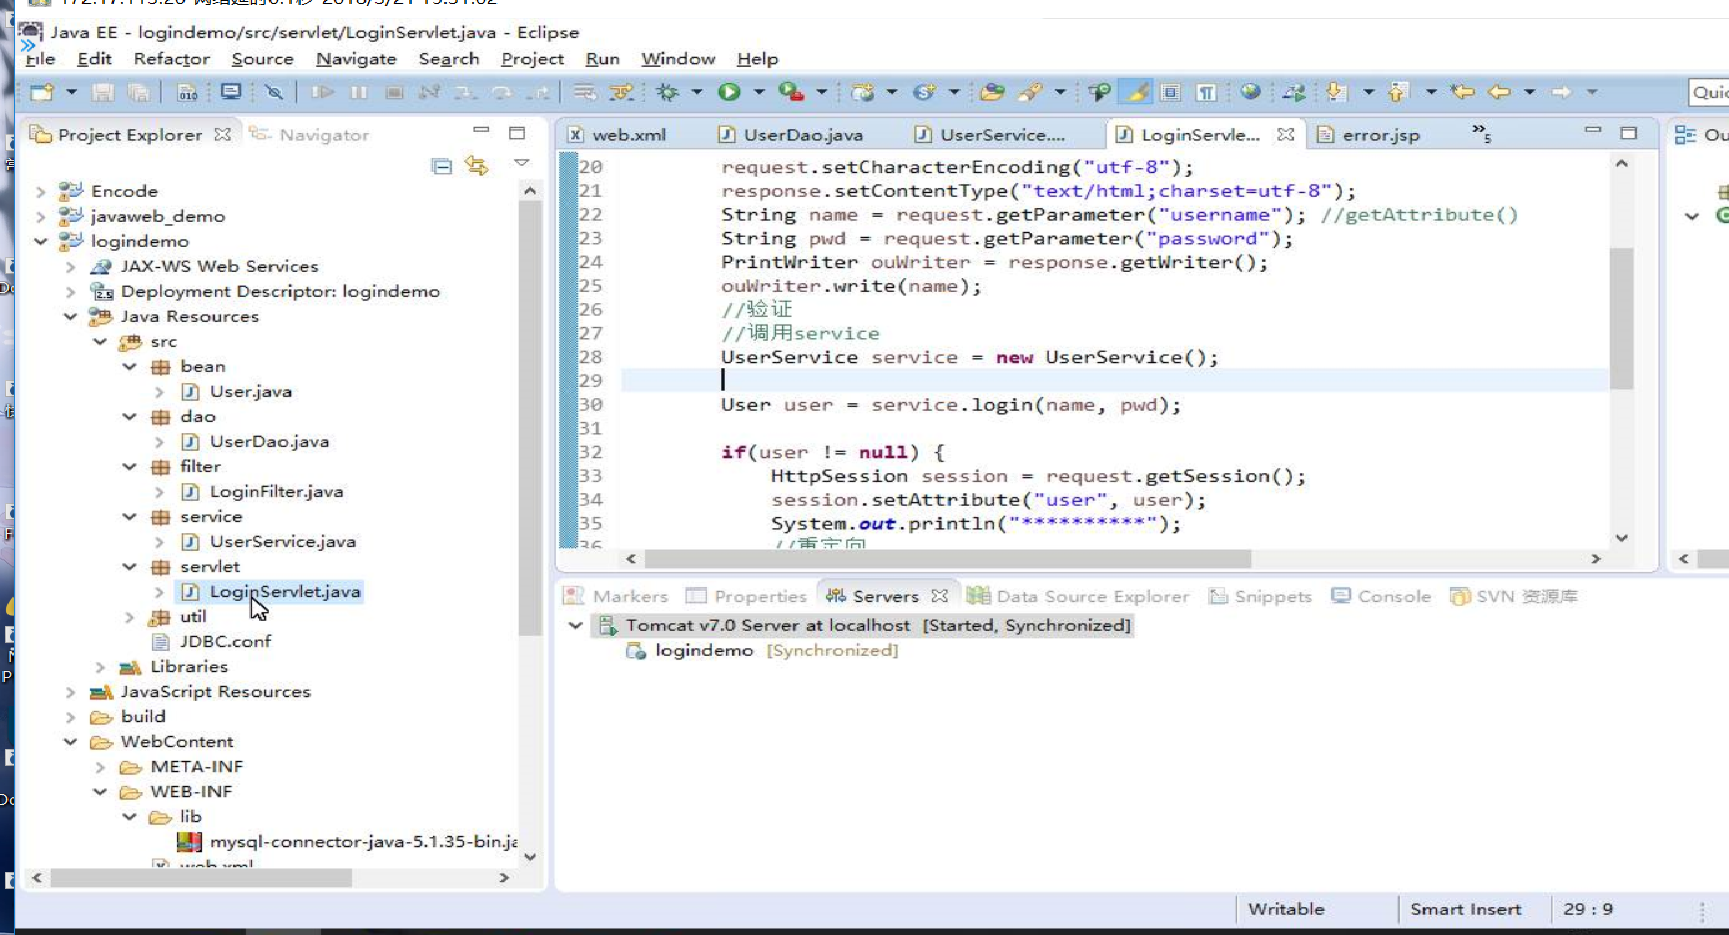 Java EE - logindemo/src/servlet/LoginServlet.java - Eclipse
File Edit Refactor Source Navigate Search Project Run Window Help
Quic
Project Explorer Navigator
Encode
javaweb_demo
logindemo
JAX-WS Web Services
Deployment Descriptor: logindemo
Java Resources
src
bean
User.java
dao
UserDao.java
filter
LoginFilter.java
service
UserService.java
servlet
LoginServlet.java
util
JDBC.conf
Libraries
JavaScript Resources
build
WebContent
META-INF
WEB-INF
lib
mysql-connector-java-5.1.35-bin.ja
web.xml
web.xml UserDao.java UserService.... LoginServle... error.jsp »5
20 request.setCharacterEncoding("utf-8");
21 response.setContentType("text/html;charset=utf-8");
22 String name = request.getParameter("username"); //getAttribute()
23 String pwd = request.getParameter("password");
24 PrintWriter ouWriter = response.getWriter();
25 ouWriter.write(name);
26 //验证
27 //调用service
28 UserService service = new UserService();
29
30 User user = service.login(name, pwd);
31
32 if(user != null) {
33 HttpSession session = request.getSession();
34 session.setAttribute("user", user);
35 System.out.println("**********");
36 //重定向
Ou
Markers Properties Servers Data Source Explorer Snippets Console SVN 资源库
Tomcat v7.0 Server at localhost [Started, Synchronized]
logindemo [Synchronized]
Writable Smart Insert 29 : 9